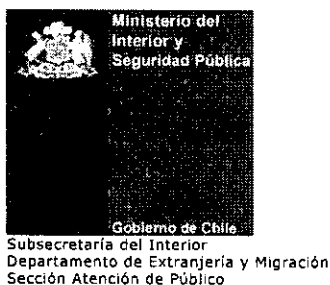 Ministerio del
Interior y
Seguridad Pública
Gobierno de Chile
Subsecretaría del Interior
Departamento de Extranjería y Migración
Sección Atención de Público